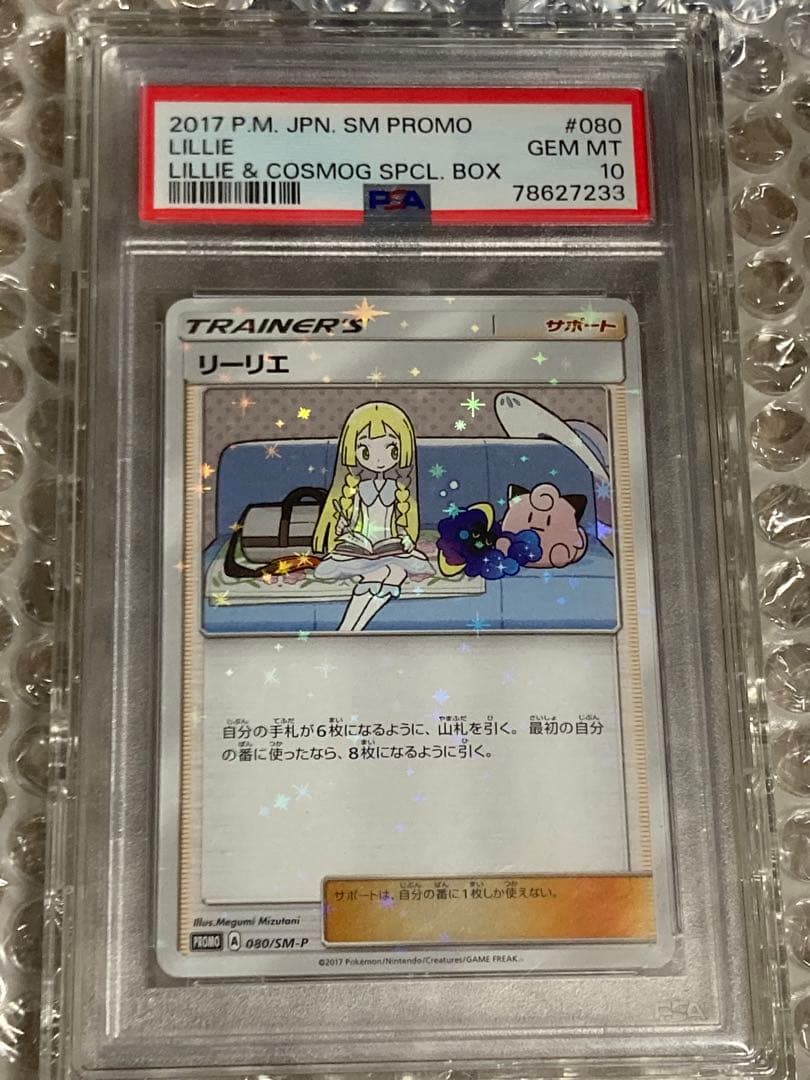 2017 P.M. JPN. SM PROMO #080
LILLIE GEM MT
LILLIE & COSMOG SPCL. BOX 10
PSA 78627233
TRAINER'S サポート
リーリエ
自分の手札が6枚になるように、山札を引く。最初の自分
の番に使ったなら、8枚になるように引く。
サポートは、自分の番に1枚しか使えない。
Illus.Megumi Mizutani
PROMO A 080/SM-P
©2017 Pokémon/Nintendo/Creatures/GAME FREAK.
PSA